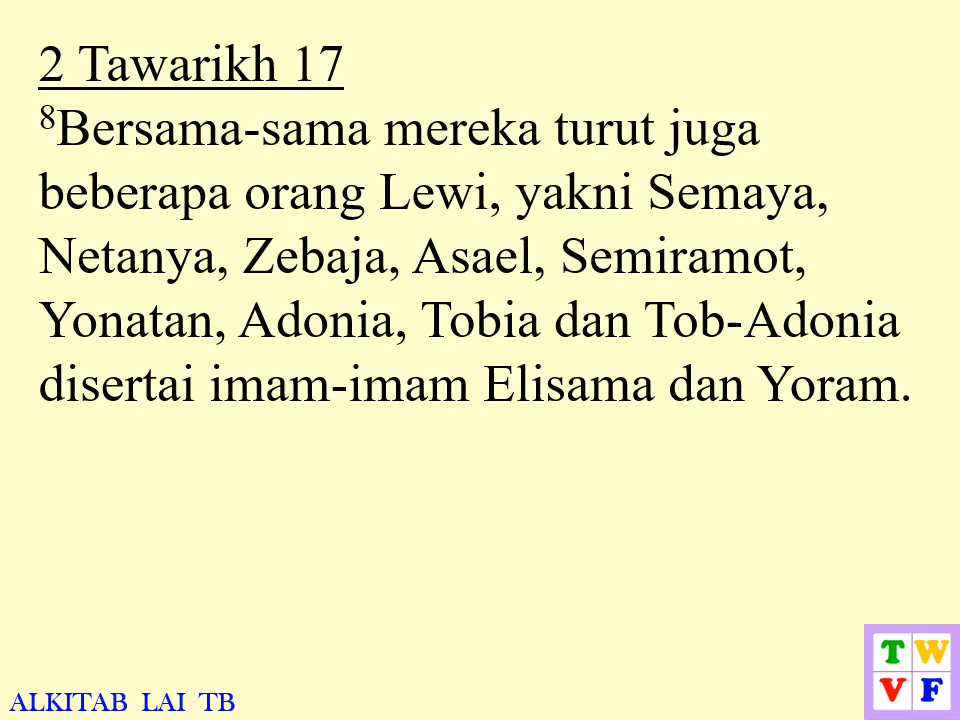 2 Tawarikh 17
8Bersama-sama mereka turut juga
beberapa orang Lewi, yakni Semaya,
Netanya, Zebaja, Asael, Semiramot,
Yonatan, Adonia, Tobia dan Tob-Adonia
disertai imam-imam Elisama dan Yoram.
T W
V F
ALKITAB LAI TB